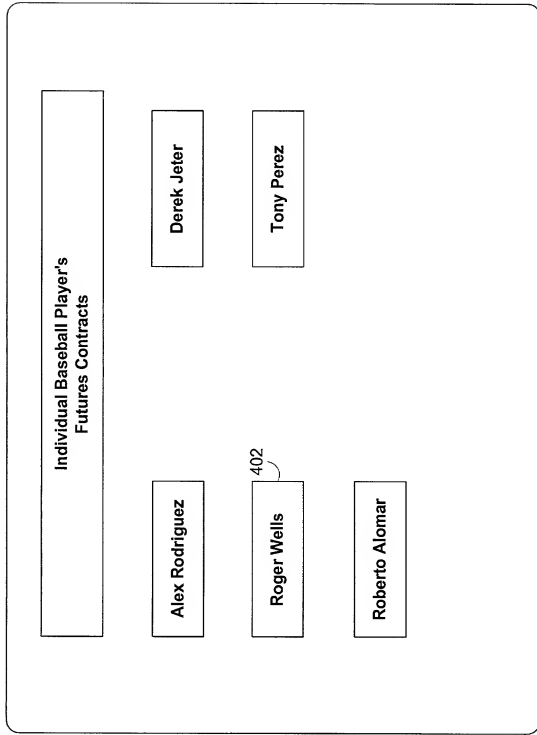 Individual Baseball Player's
Futures Contracts
Alex Rodriguez
Derek Jeter
402
Roger Wells
Tony Perez
Roberto Alomar